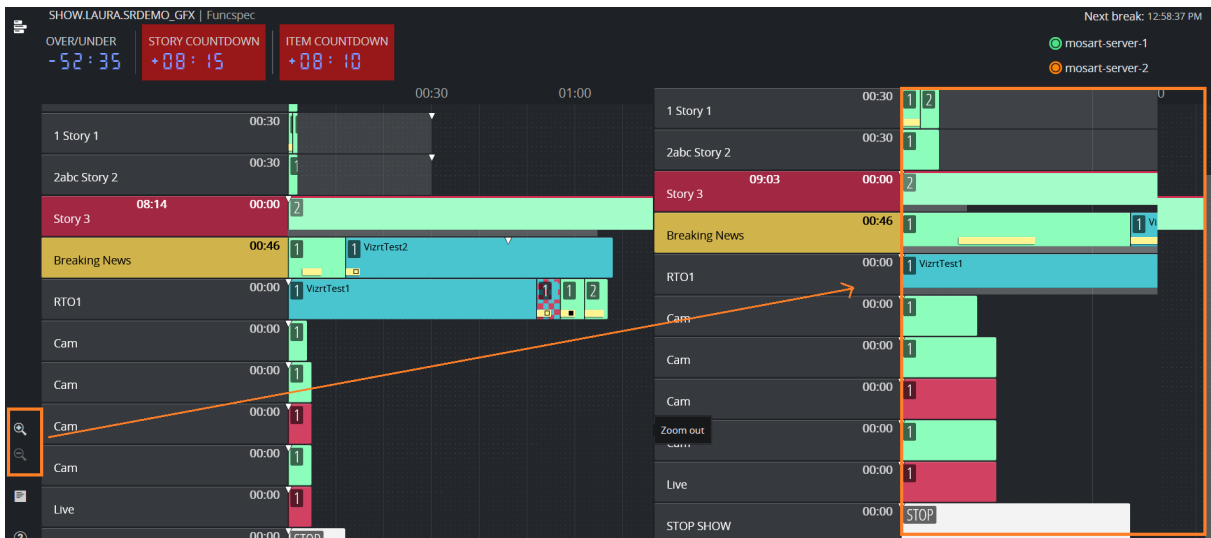 SHOW.LAURA.SRDEMO_GFX | Funcspec
Next break: 12:58:37 PM
OVER/UNDER
-52:35
STORY COUNTDOWN
+08:15
ITEM COUNTDOWN
+08:10
mosart-server-1
mosart-server-2
00:30 01:00
1 Story 1 00:30 1
2abc Story 2 00:30 1
Story 3 08:14 00:00 2
Breaking News 00:46 1 1 VizrtTest2
RTO1 00:00 1 VizrtTest1 1 1 2
Cam 00:00 1
Cam 00:00 1
Cam 00:00 1
Cam 00:00 1
Live 00:00 1
00:00 STOP
0
1 Story 1 00:30 1 2
2abc Story 2 00:30 1
Story 3 09:03 00:00 2
Breaking News 00:46 1 1 Vi
RTO1 00:00 1 VizrtTest1
Cam 00:00 1
Cam 00:00 1
Cam 00:00 1
Zoom out
Cam 00:00 1
Live 00:00 1
STOP SHOW 00:00 STOP